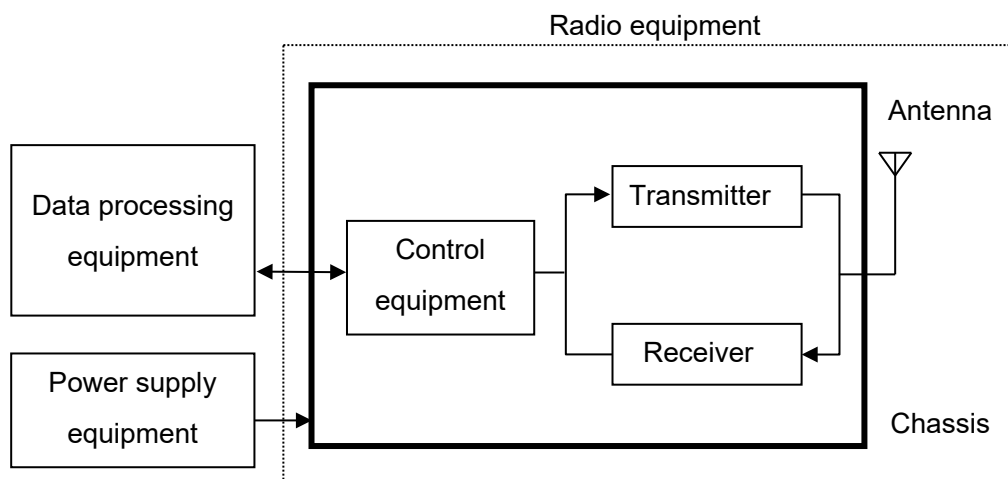 Radio equipment
Antenna
Data processing
equipment
Transmitter
Control
equipment
Receiver
Power supply
equipment
Chassis